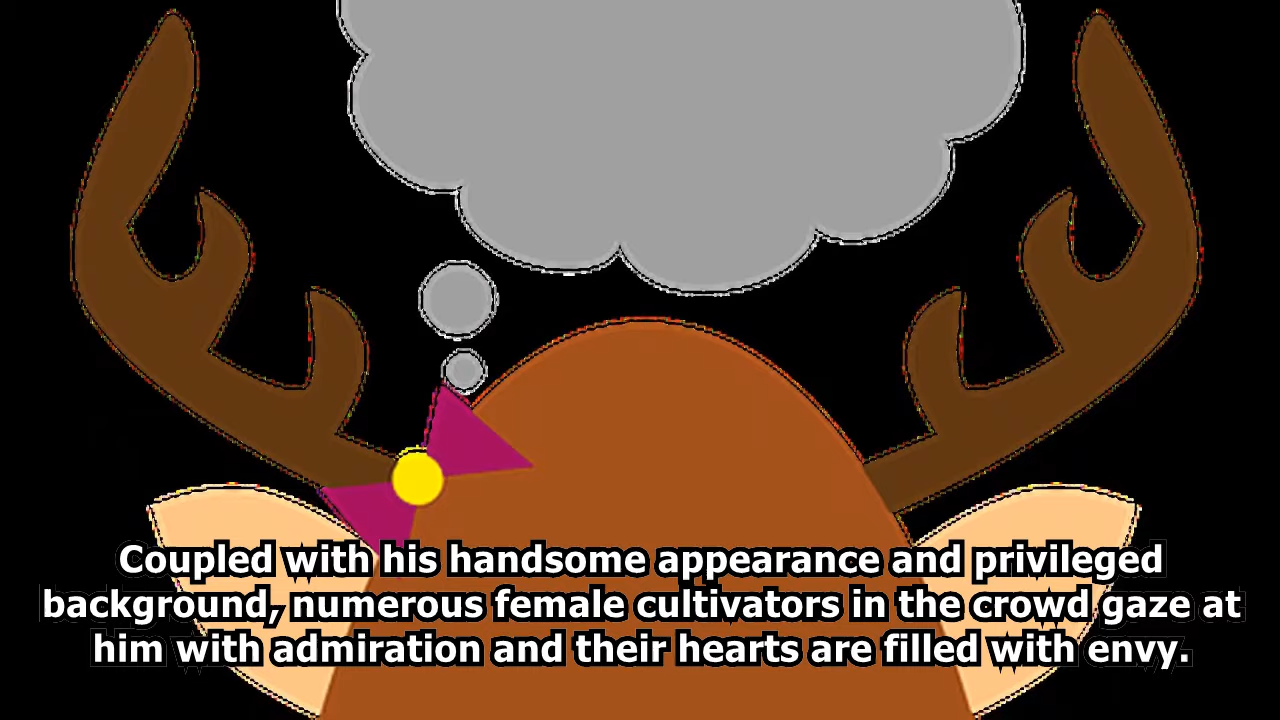 Coupled with his handsome appearance and privileged
background, numerous female cultivators in the crowd gaze at
him with admiration and their hearts are filled with envy.